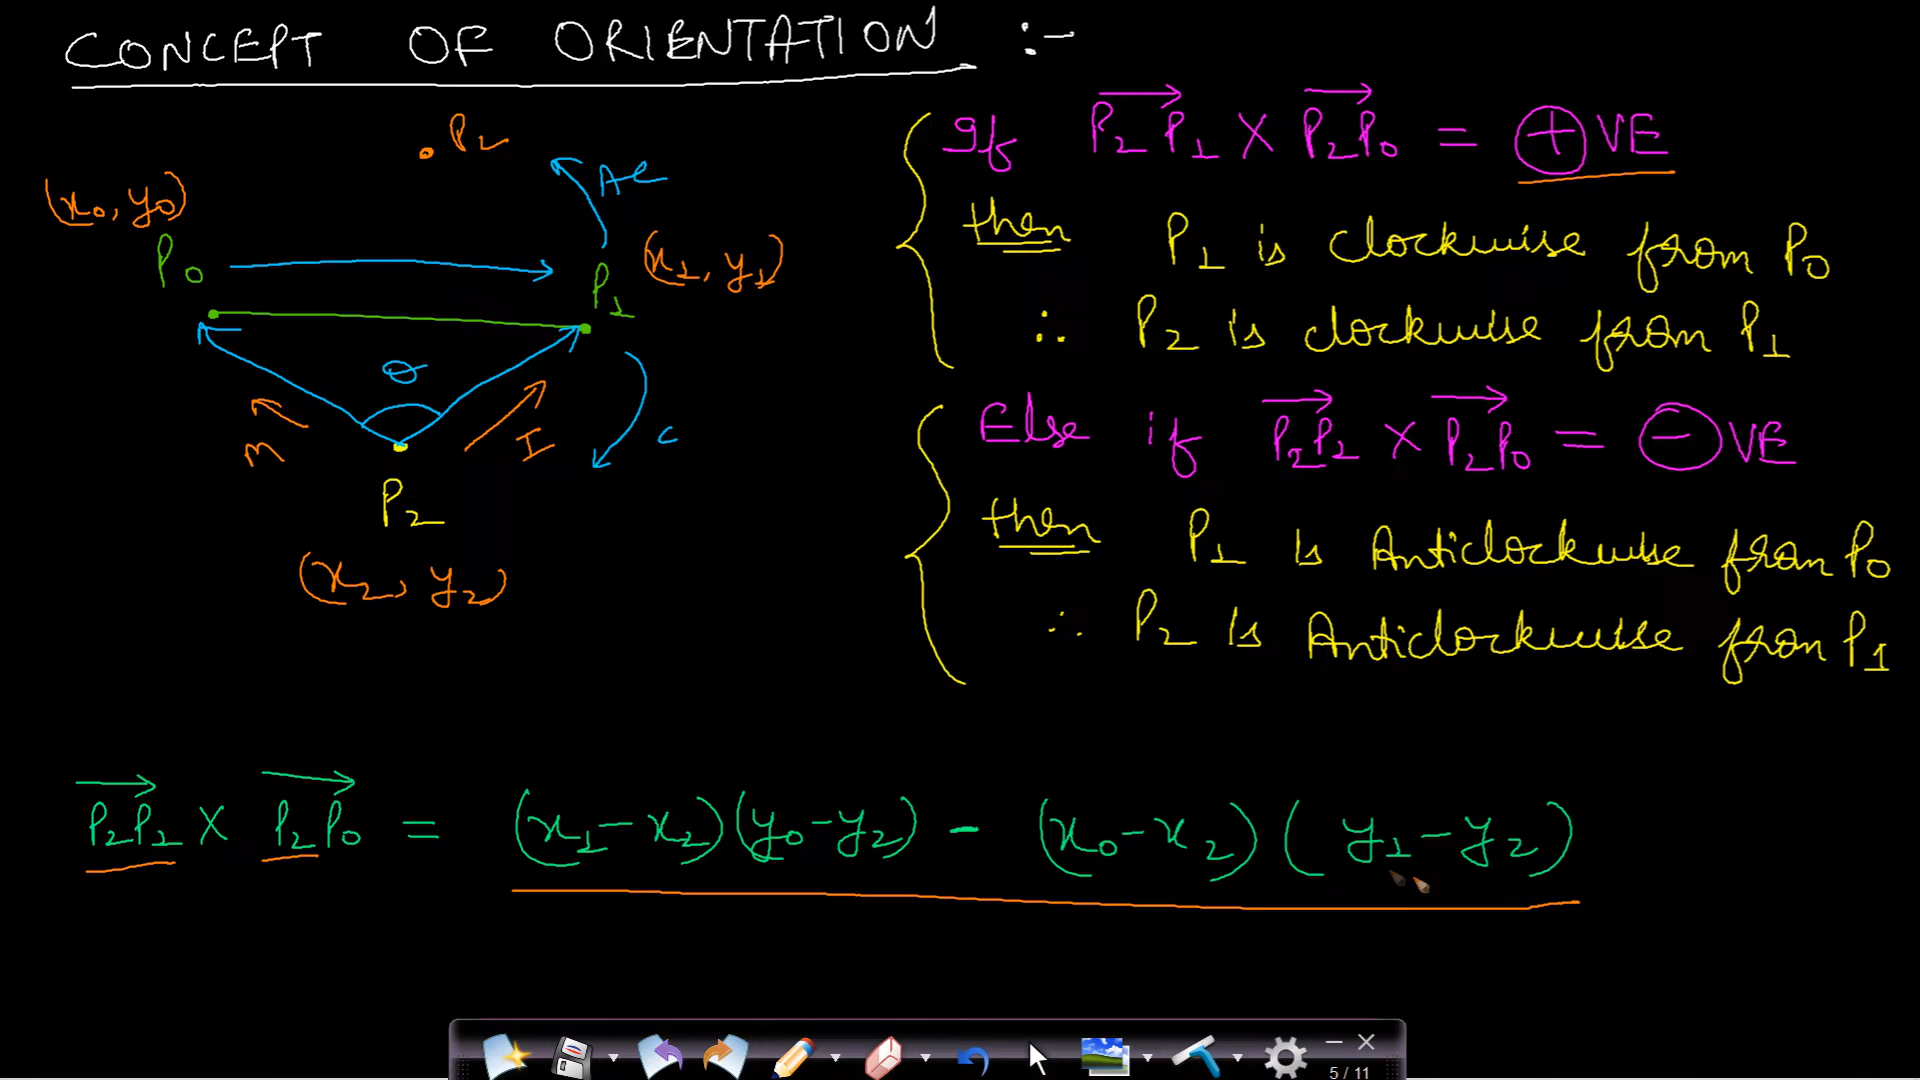 CONCEPT OF ORIENTATION :-
P2
(x0, y0)
AC
P0
P1
(x1, y1)
θ
M
I
C
P2
(x2, y2)
If P2P1 X P2P0 = + VE
then P1 is clockwise from P0
∴ P2 is clockwise from P1
Else if P2P2 X P2P0 = - VE
then P1 is Anticlockwise from P0
∴ P2 is Anticlockwise from P1
P2P2 X P2P0 = (x1-x2)(y0-y2) - (x0-x2)(y1-y2)
5 / 11